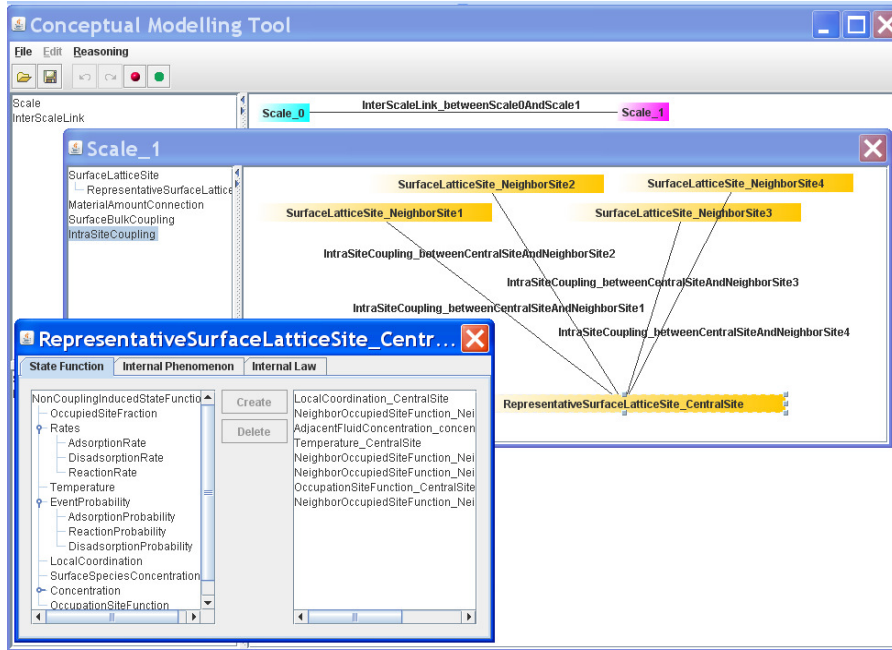 Conceptual Modelling Tool
File Edit Reasoning
Scale
InterScaleLink
Scale_0
InterScaleLink_betweenScale0AndScale1
Scale_1
Scale_1
SurfaceLatticeSite
RepresentativeSurfaceLattice
MaterialAmountConnection
SurfaceBulkCoupling
IntraSiteCoupling
SurfaceLatticeSite_NeighborSite2
SurfaceLatticeSite_NeighborSite4
SurfaceLatticeSite_NeighborSite1
SurfaceLatticeSite_NeighborSite3
IntraSiteCoupling_betweenCentralSiteAndNeighborSite2
IntraSiteCoupling_betweenCentralSiteAndNeighborSite3
IntraSiteCoupling_betweenCentralSiteAndNeighborSite1
IntraSiteCoupling_betweenCentralSiteAndNeighborSite4
RepresentativeSurfaceLatticeSite_CentralSite
RepresentativeSurfaceLatticeSite_Centr...
State Function
Internal Phenomenon
Internal Law
NonCouplingInducedStateFunctio
OccupiedSiteFraction
Rates
AdsorptionRate
DisadsorptionRate
ReactionRate
Temperature
EventProbability
AdsorptionProbability
ReactionProbability
DisadsorptionProbability
LocalCoordination
SurfaceSpeciesConcentration
Concentration
OccupationSiteFunction
Create
Delete
LocalCoordination_CentralSite
NeighborOccupiedSiteFunction_Nei
AdjacentFluidConcentration_concen
Temperature_CentralSite
NeighborOccupiedSiteFunction_Nei
NeighborOccupiedSiteFunction_Nei
OccupationSiteFunction_CentralSite
NeighborOccupiedSiteFunction_Nei